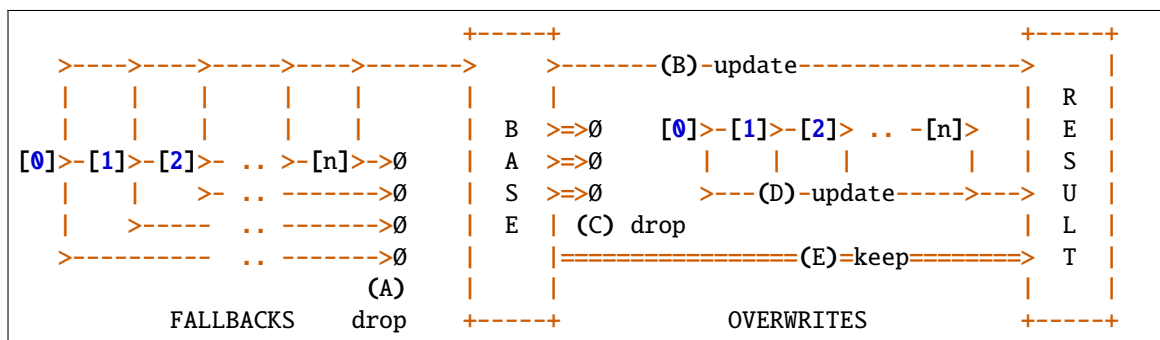 +-----+                                  +-----+
    >---->---->----->---->-------->     >-------(B)-update---------------->     |
    |    |    |     |    |       |     |                                  |  R  |
    |    |    |     |    |       |  B  >=>Ø    [0]>-[1]>-[2]> .. -[n]>    |  E  |
[0]>-[1]>-[2]>- .. >-[n]>->Ø    |  A  >=>Ø       |    |    |        |    |  S  |
    |    |    >- .. ------->Ø    |  S  >=>Ø       >---(D)-update----->--->  U  |
    |    >----- .. ------->Ø    |  E  | (C) drop                         |  L  |
    >---------- .. ------->Ø    |     |=================(E)=keep========>  T  |
                         (A)     |     |                                  |     |
           FALLBACKS    drop    +-----+            OVERWRITES            +-----+